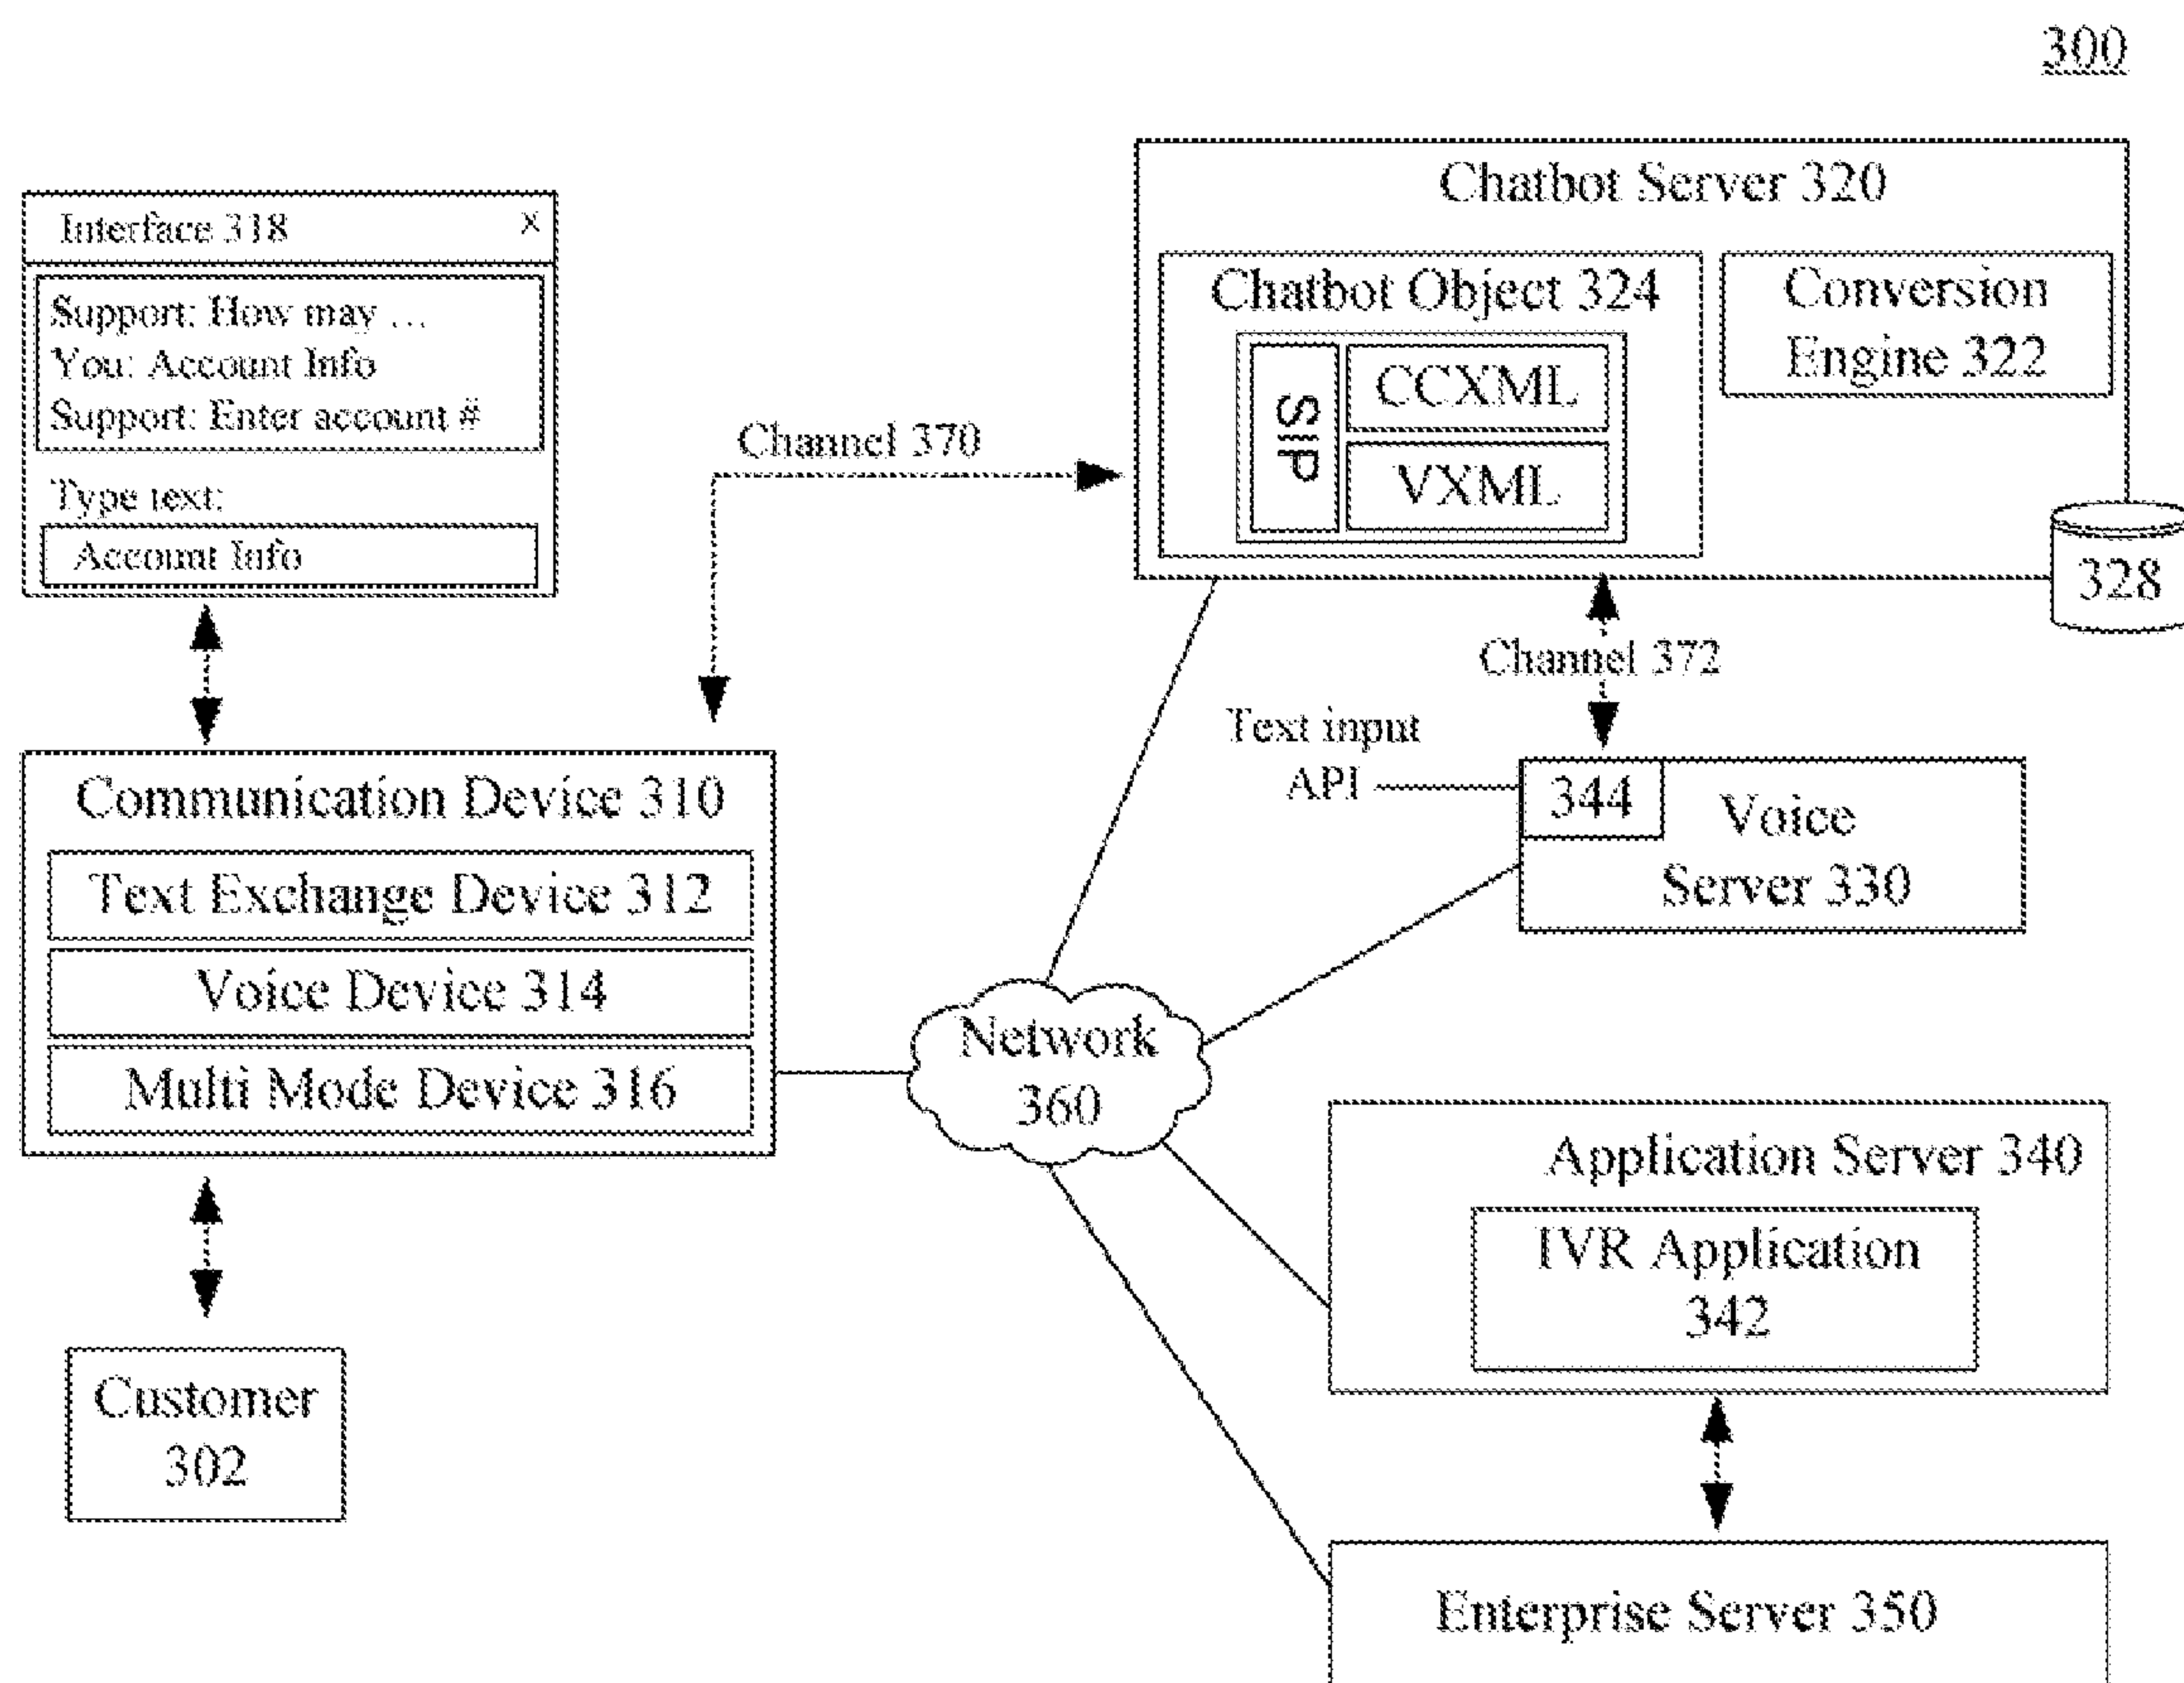 300
Interface 318 x
Support: How may ...
You: Account Info
Support: Enter account #
Type text:
Account Info
Channel 370
Chatbot Server 320
Chatbot Object 324
SIP
CCXML
VXML
Conversion
Engine 322
328
Channel 372
Text input
API
344
Voice
Server 330
Communication Device 310
Text Exchange Device 312
Voice Device 314
Multi Mode Device 316
Network
360
Application Server 340
IVR Application
342
Customer
302
Enterprise Server 350